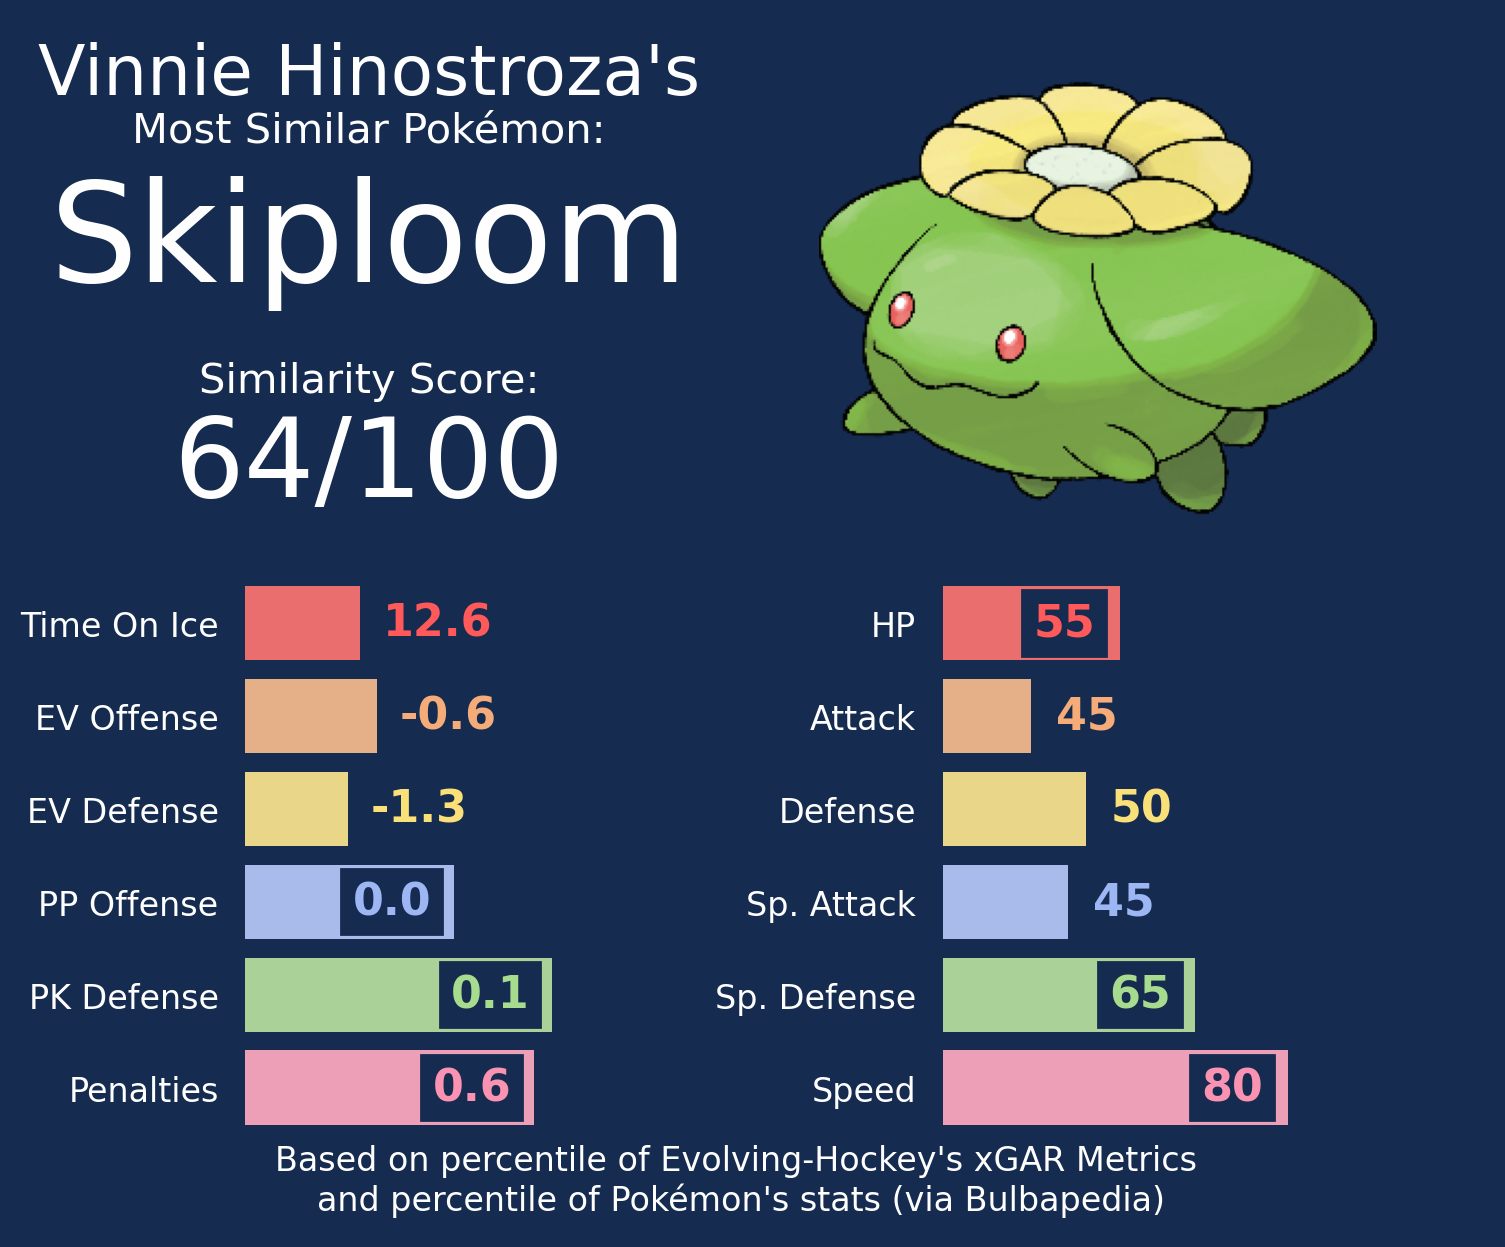 Vinnie Hinostroza's
Most Similar Pokémon:
Skiploom
Similarity Score:
64/100
Time On Ice 12.6
EV Offense -0.6
EV Defense -1.3
PP Offense 0.0
PK Defense 0.1
Penalties 0.6
HP 55
Attack 45
Defense 50
Sp. Attack 45
Sp. Defense 65
Speed 80
Based on percentile of Evolving-Hockey's xGAR Metrics
and percentile of Pokémon's stats (via Bulbapedia)